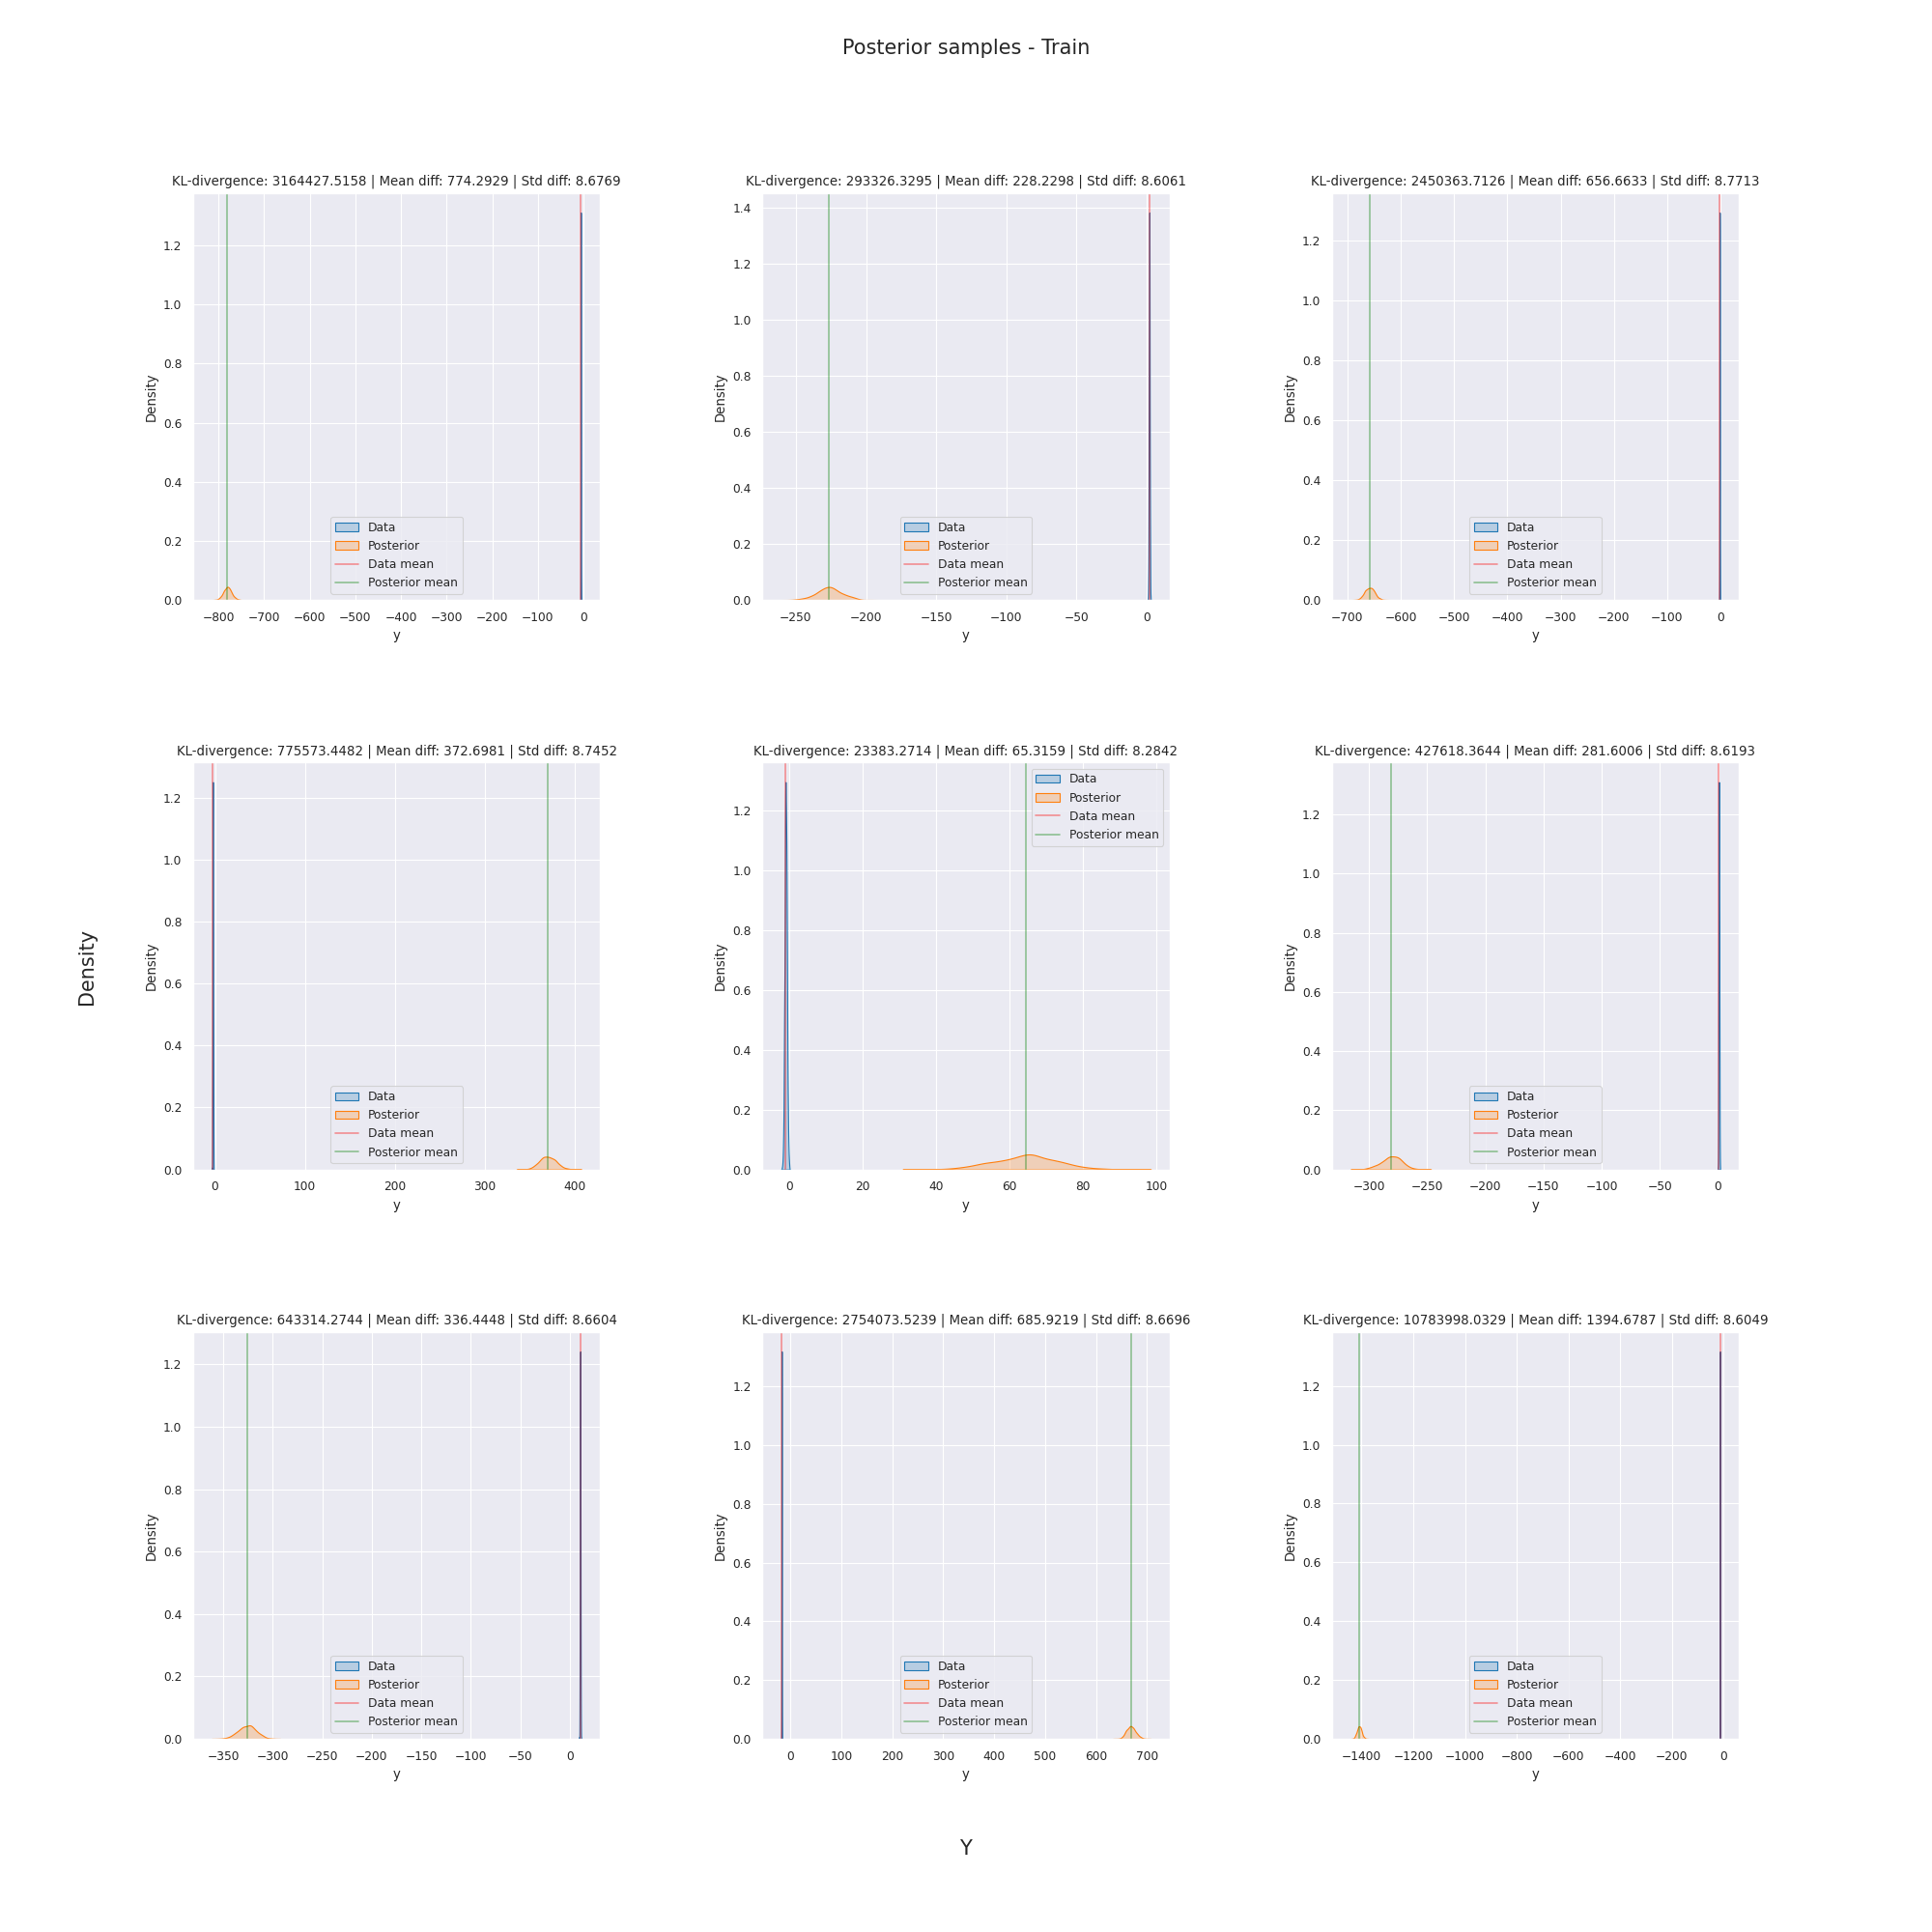 Posterior samples - Train
KL-divergence: 3164427.5158 | Mean diff: 774.2929 | Std diff: 8.6769
1.2
1.0
0.8
0.6
0.4
0.2
0.0
Density
Data
Posterior
Data mean
Posterior mean
−800 −700 −600 −500 −400 −300 −200 −100 0
y
KL-divergence: 293326.3295 | Mean diff: 228.2298 | Std diff: 8.6061
1.4
1.2
1.0
0.8
0.6
0.4
0.2
0.0
Density
Data
Posterior
Data mean
Posterior mean
−250 −200 −150 −100 −50 0
y
KL-divergence: 2450363.7126 | Mean diff: 656.6633 | Std diff: 8.7713
1.2
1.0
0.8
0.6
0.4
0.2
0.0
Density
Data
Posterior
Data mean
Posterior mean
−700 −600 −500 −400 −300 −200 −100 0
y
Density
KL-divergence: 775573.4482 | Mean diff: 372.6981 | Std diff: 8.7452
1.2
1.0
0.8
0.6
0.4
0.2
0.0
Density
Data
Posterior
Data mean
Posterior mean
0 100 200 300 400
y
KL-divergence: 23383.2714 | Mean diff: 65.3159 | Std diff: 8.2842
1.2
1.0
0.8
0.6
0.4
0.2
0.0
Density
Data
Posterior
Data mean
Posterior mean
0 20 40 60 80 100
y
KL-divergence: 427618.3644 | Mean diff: 281.6006 | Std diff: 8.6193
1.2
1.0
0.8
0.6
0.4
0.2
0.0
Density
Data
Posterior
Data mean
Posterior mean
−300 −250 −200 −150 −100 −50 0
y
KL-divergence: 643314.2744 | Mean diff: 336.4448 | Std diff: 8.6604
1.2
1.0
0.8
0.6
0.4
0.2
0.0
Density
Data
Posterior
Data mean
Posterior mean
−350 −300 −250 −200 −150 −100 −50 0
y
KL-divergence: 2754073.5239 | Mean diff: 685.9219 | Std diff: 8.6696
1.2
1.0
0.8
0.6
0.4
0.2
0.0
Density
Data
Posterior
Data mean
Posterior mean
0 100 200 300 400 500 600 700
y
KL-divergence: 10783998.0329 | Mean diff: 1394.6787 | Std diff: 8.6049
1.2
1.0
0.8
0.6
0.4
0.2
0.0
Density
Data
Posterior
Data mean
Posterior mean
−1400 −1200 −1000 −800 −600 −400 −200 0
y
Y